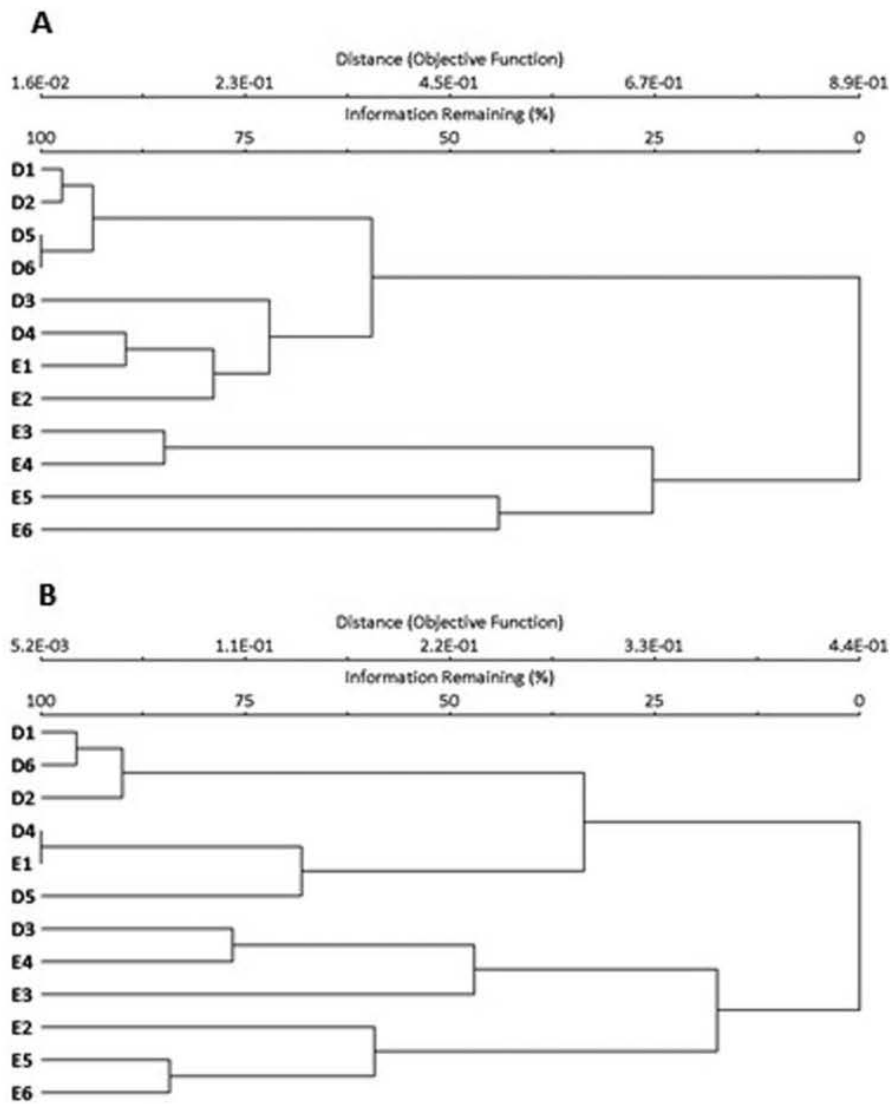 A
Distance (Objective Function)
1.6E-02 2.3E-01 4.5E-01 6.7E-01 8.9E-01
Information Remaining (%)
100 75 50 25 0
D1
D2
D5
D6
D3
D4
E1
E2
E3
E4
E5
E6
B
Distance (Objective Function)
5.2E-03 1.1E-01 2.2E-01 3.3E-01 4.4E-01
Information Remaining (%)
100 75 50 25 0
D1
D6
D2
D4
E1
D5
D3
E4
E3
E2
E5
E6